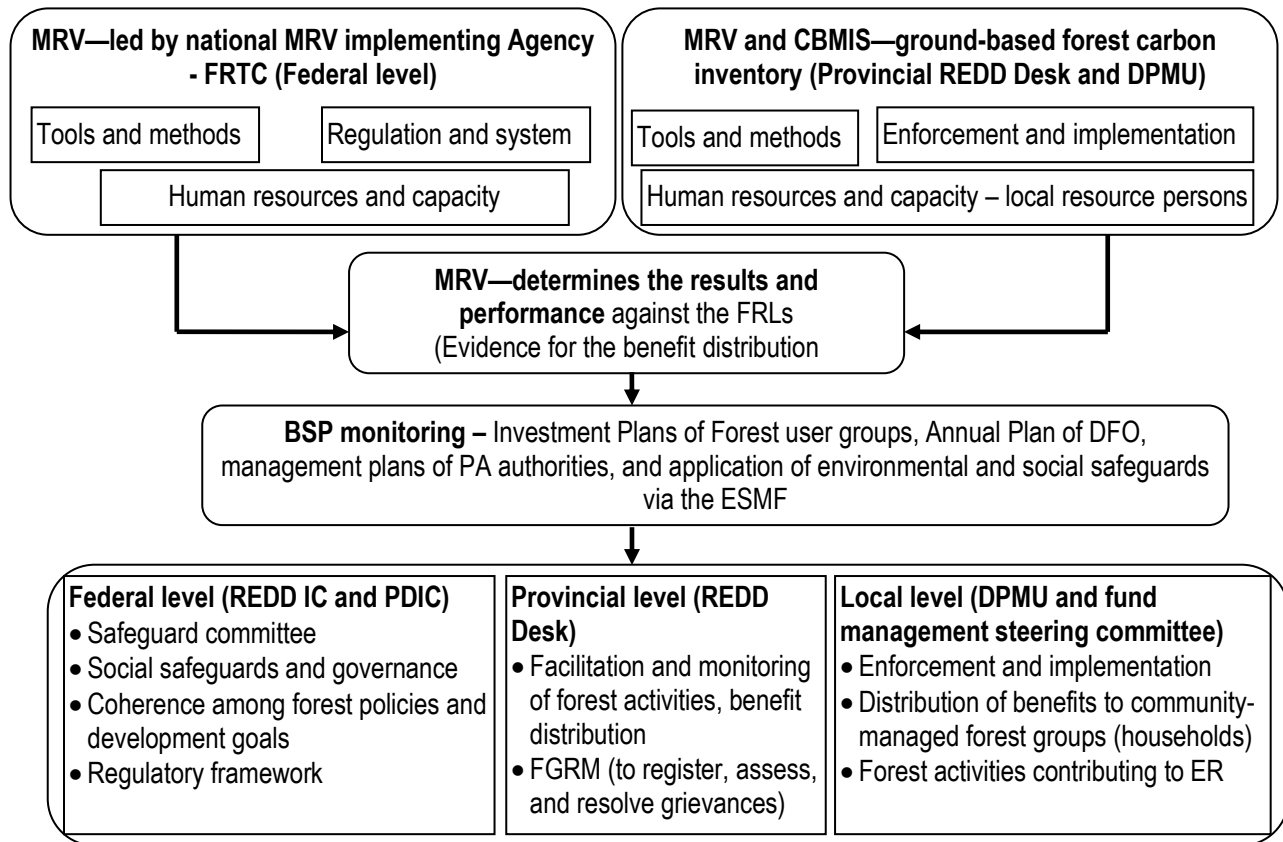 MRV—led by national MRV implementing Agency
- FRTC (Federal level)
Tools and methods
Regulation and system
Human resources and capacity
MRV and CBMIS—ground-based forest carbon
inventory (Provincial REDD Desk and DPMU)
Tools and methods
Enforcement and implementation
Human resources and capacity – local resource persons
MRV—determines the results and
performance against the FRLs
(Evidence for the benefit distribution
BSP monitoring – Investment Plans of Forest user groups, Annual Plan of DFO,
management plans of PA authorities, and application of environmental and social safeguards
via the ESMF
Federal level (REDD IC and PDIC)
• Safeguard committee
• Social safeguards and governance
• Coherence among forest policies and
development goals
• Regulatory framework
Provincial level (REDD
Desk)
• Facilitation and monitoring
of forest activities, benefit
distribution
• FGRM (to register, assess,
and resolve grievances)
Local level (DPMU and fund
management steering committee)
• Enforcement and implementation
• Distribution of benefits to community-
managed forest groups (households)
• Forest activities contributing to ER